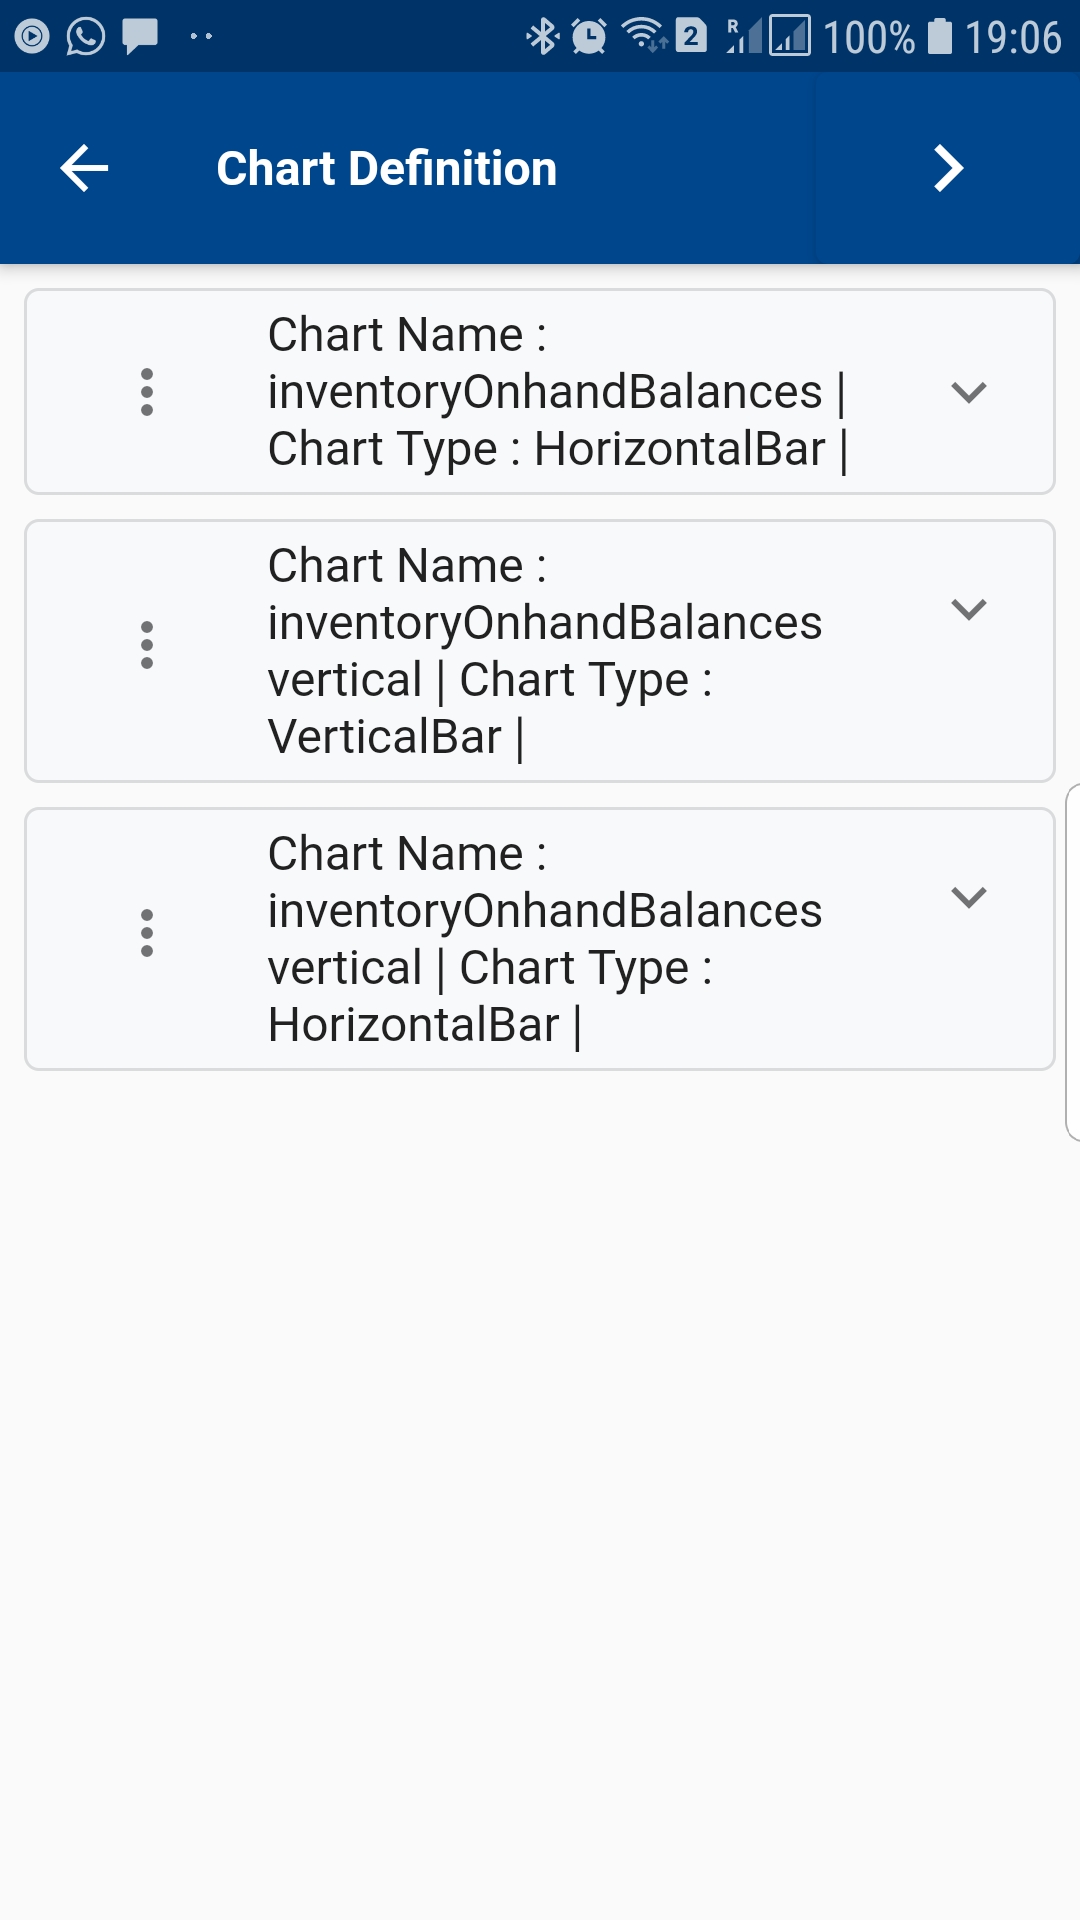 2 R 100% 19:06
Chart Definition
Chart Name :
inventoryOnhandBalances |
Chart Type : HorizontalBar |
Chart Name :
inventoryOnhandBalances
vertical | Chart Type :
VerticalBar |
Chart Name :
inventoryOnhandBalances
vertical | Chart Type :
HorizontalBar |